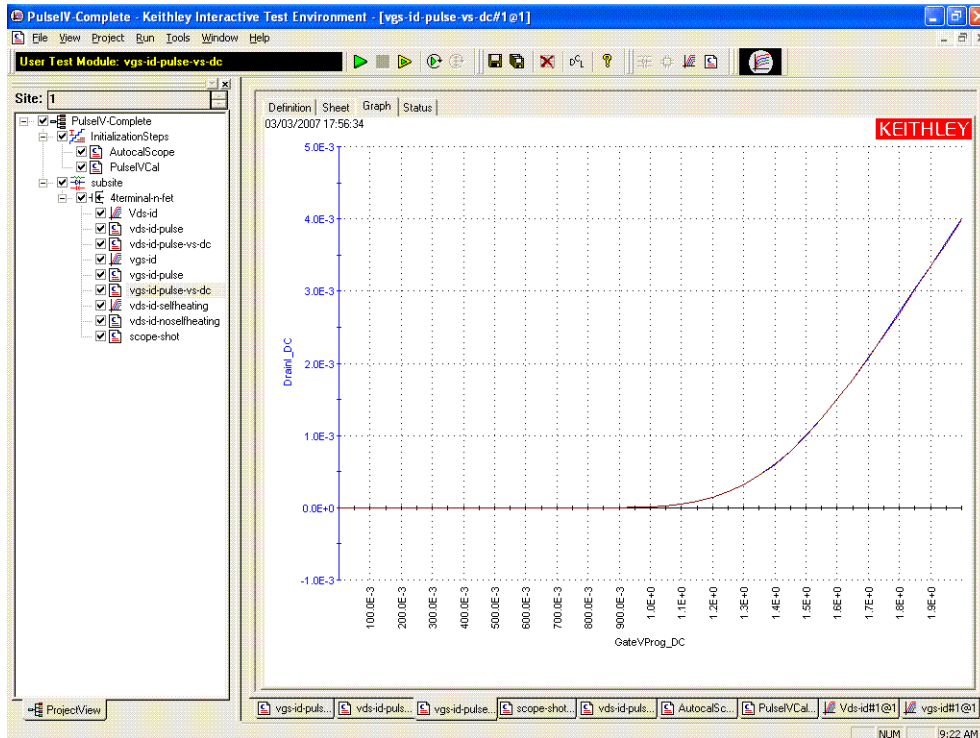 PulseIV-Complete - Keithley Interactive Test Environment - [vgs-id-pulse-vs-dc#1@1]
File View Project Run Tools Window Help
User Test Module: vgs-id-pulse-vs-dc
Site: 1
PulseIV-Complete
InitializationSteps
AutocalScope
PulseIVCal
subsite
4terminal-n-fet
Vds-id
vds-id-pulse
vds-id-pulse-vs-dc
vgs-id
vgs-id-pulse
vgs-id-pulse-vs-dc
vds-id-selfheating
vds-id-noselfheating
scope-shot
ProjectView
Definition Sheet Graph Status
03/03/2007 17:56:34
KEITHLEY
5.0E-3
4.0E-3
3.0E-3
2.0E-3
1.0E-3
0.0E+0
-1.0E-3
DrainI_DC
100.0E-3 200.0E-3 300.0E-3 400.0E-3 500.0E-3 600.0E-3 700.0E-3 800.0E-3 900.0E-3 1.0E+0 1.1E+0 1.2E+0 1.3E+0 1.4E+0 1.5E+0 1.6E+0 1.7E+0 1.8E+0 1.9E+0
GateVProg_DC
vgs-id-puls... vds-id-puls... vgs-id-pulse... scope-shot... vds-id-puls... AutocalSc... PulseIVCal... Vds-id#1@1 vgs-id#1@1
NUM 9:22 AM